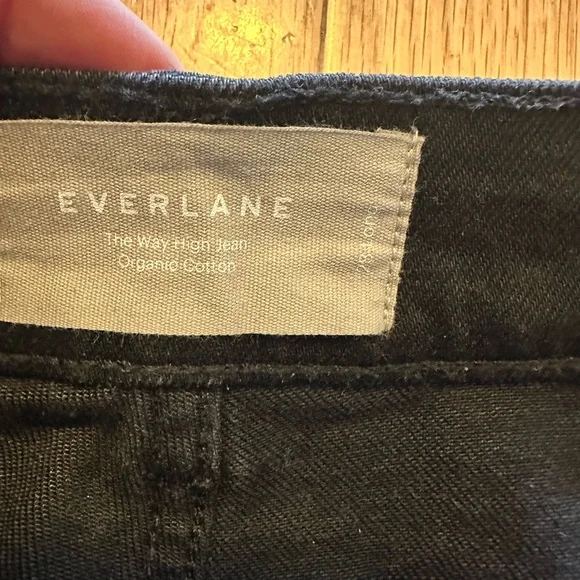 EVERLANE
The Way High Jean
Organic Cotton